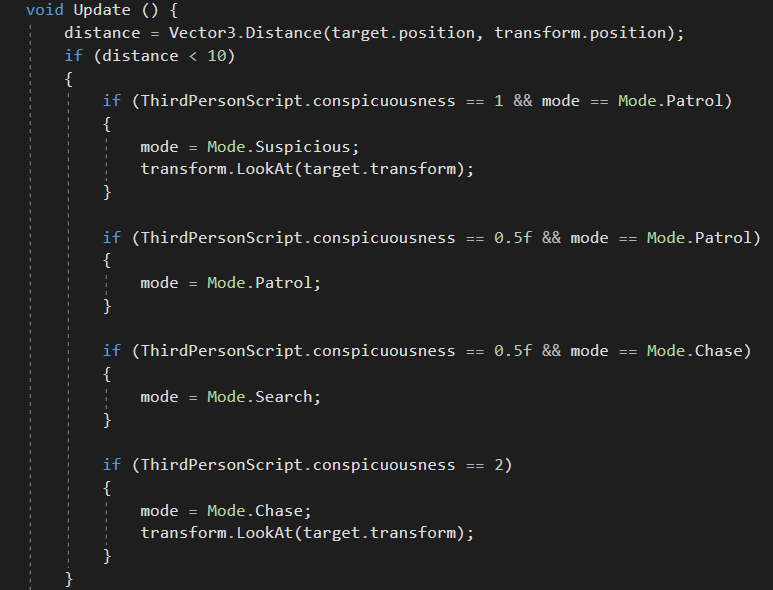 void Update () {
distance = Vector3.Distance(target.position, transform.position);
if (distance < 10)
{
if (ThirdPersonScript.conspicuousness == 1 && mode == Mode.Patrol)
{
mode = Mode.Suspicious;
transform.LookAt(target.transform);
}
if (ThirdPersonScript.conspicuousness == 0.5f && mode == Mode.Patrol)
{
mode = Mode.Patrol;
}
if (ThirdPersonScript.conspicuousness == 0.5f && mode == Mode.Chase)
{
mode = Mode.Search;
}
if (ThirdPersonScript.conspicuousness == 2)
{
mode = Mode.Chase;
transform.LookAt(target.transform);
}
}